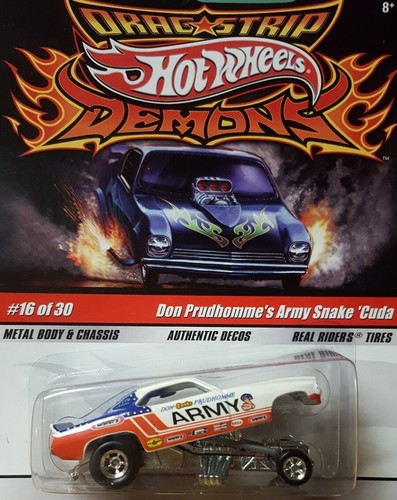 8+
DRAG STRIP
Hot Wheels
DEMONS
TM
#16 of 30
Don Prudhomme's Army Snake 'Cuda
METAL BODY & CHASSIS
AUTHENTIC DECOS
REAL RIDERS® TIRES
DON PRUDHOMME
ARMY